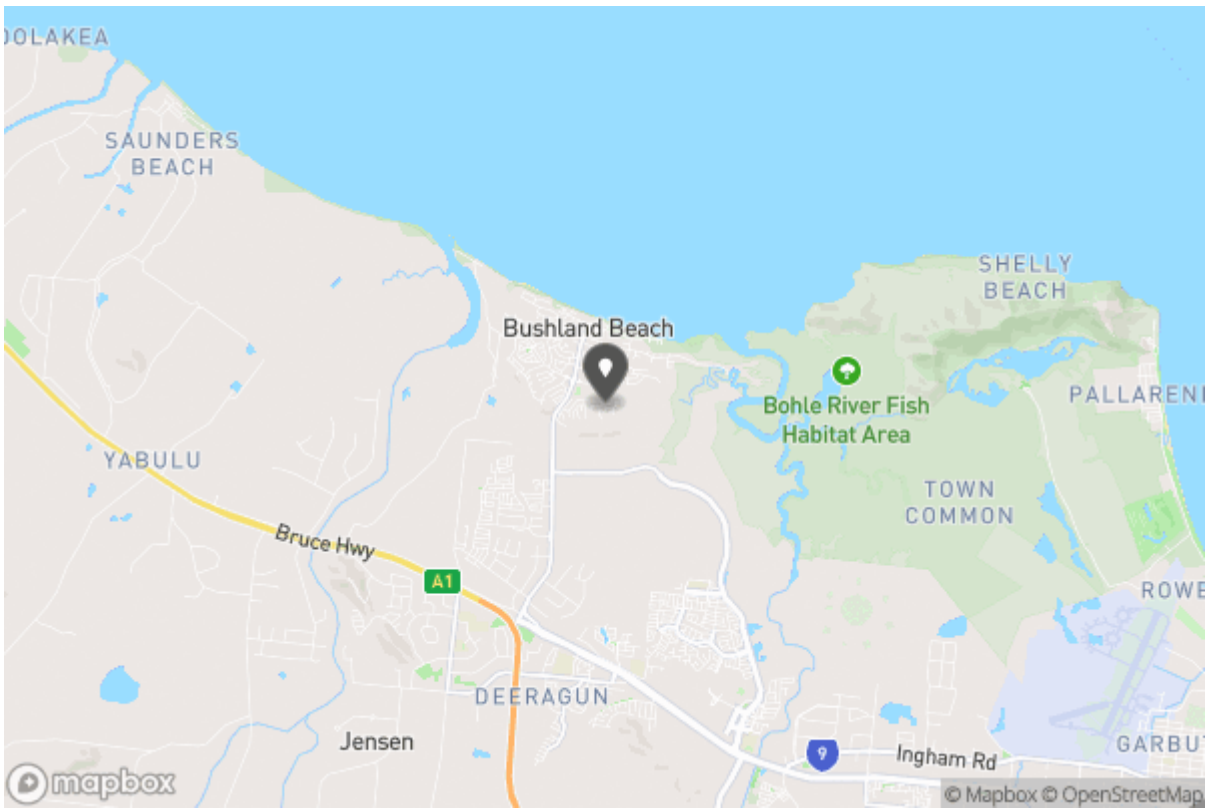 OOLAKEA
SAUNDERS
BEACH
SHELLY
BEACH
Bushland Beach
Bohle River Fish
Habitat Area
PALLAREN
YABULU
TOWN
COMMON
Bruce Hwy
A1
ROWE
DEERAGUN
Jensen
GARBUT
9
Ingham Rd
mapbox
© Mapbox © OpenStreetMap